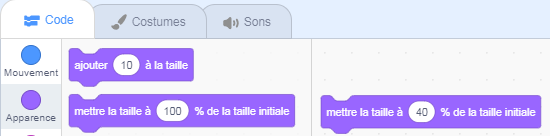 Code Costumes Sons
Mouvement
Apparence
ajouter 10 à la taille
mettre la taille à 100 % de la taille initiale
mettre la taille à 40 % de la taille initiale